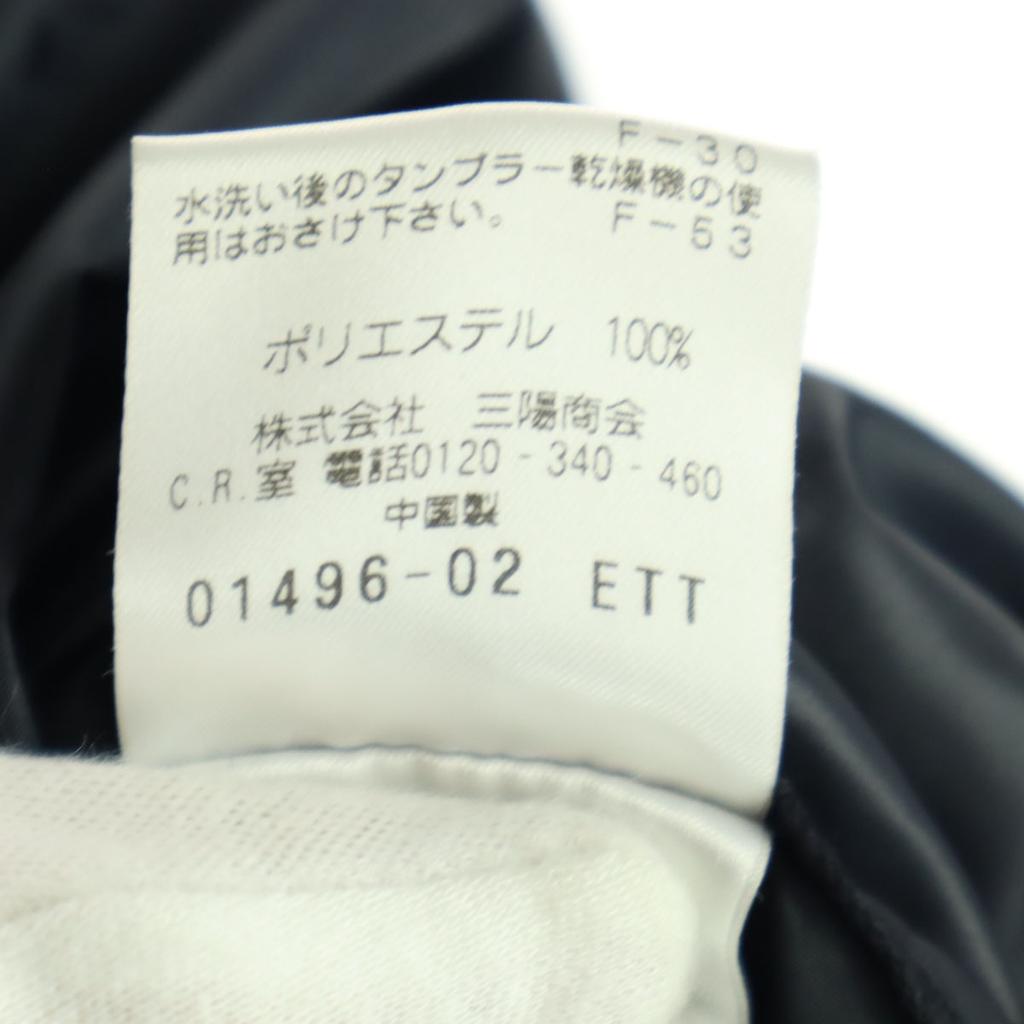 F-30
水洗い後のタンブラー乾燥機の使
用はおさけ下さい。 F-53
ポリエステル 100%
株式会社 三陽商会
C.R.室 電話0120-340-460
中国製
01496-02 ETT